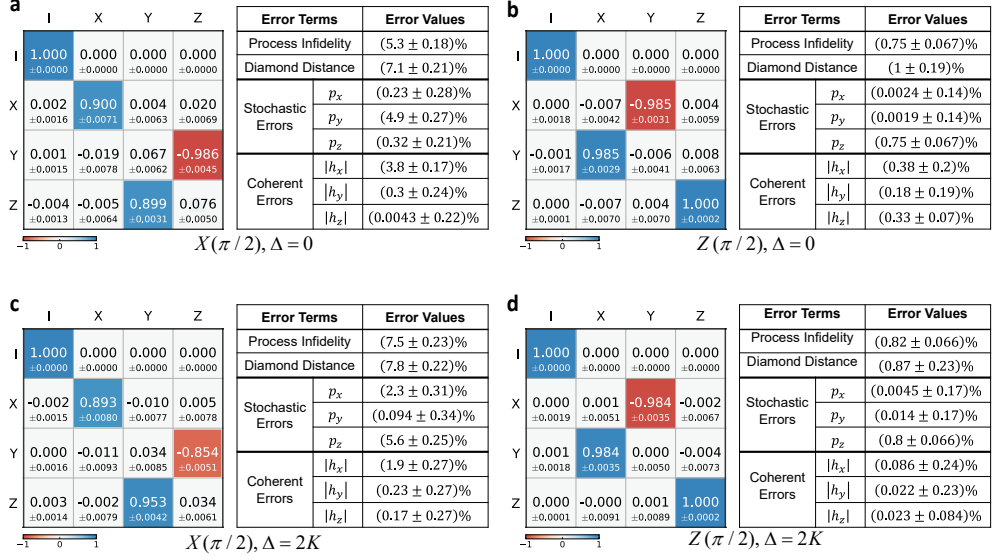 a
I X Y Z
I 1.000 0.000 0.000 0.000
±0.0000 ±0.0000 ±0.0000 ±0.0000
X 0.002 0.900 0.004 0.020
±0.0016 ±0.0071 ±0.0063 ±0.0069
Y 0.001 -0.019 0.067 -0.986
±0.0015 ±0.0078 ±0.0062 ±0.0045
Z -0.004 -0.005 0.899 0.076
±0.0013 ±0.0064 ±0.0031 ±0.0050
−1 0 1
X(π / 2), Δ = 0
Error Terms Error Values
Process Infidelity (5.3 ± 0.18)%
Diamond Distance (7.1 ± 0.21)%
Stochastic Errors
p_x (0.23 ± 0.28)%
p_y (4.9 ± 0.27)%
p_z (0.32 ± 0.21)%
Coherent Errors
|h_x| (3.8 ± 0.17)%
|h_y| (0.3 ± 0.24)%
|h_z| (0.0043 ± 0.22)%
b
I X Y Z
I 1.000 0.000 0.000 0.000
±0.0000 ±0.0000 ±0.0000 ±0.0000
X 0.000 -0.007 -0.985 0.004
±0.0018 ±0.0042 ±0.0031 ±0.0059
Y -0.001 0.985 -0.006 0.008
±0.0017 ±0.0029 ±0.0041 ±0.0063
Z 0.000 -0.007 0.004 1.000
±0.0001 ±0.0070 ±0.0070 ±0.0002
−1 0 1
Z(π / 2), Δ = 0
Error Terms Error Values
Process Infidelity (0.75 ± 0.067)%
Diamond Distance (1 ± 0.19)%
Stochastic Errors
p_x (0.0024 ± 0.14)%
p_y (0.0019 ± 0.14)%
p_z (0.75 ± 0.067)%
Coherent Errors
|h_x| (0.38 ± 0.2)%
|h_y| (0.18 ± 0.19)%
|h_z| (0.33 ± 0.07)%
c
I X Y Z
I 1.000 0.000 0.000 0.000
±0.0000 ±0.0000 ±0.0000 ±0.0000
X -0.002 0.893 -0.010 0.005
±0.0015 ±0.0080 ±0.0077 ±0.0078
Y 0.000 -0.011 0.034 -0.854
±0.0016 ±0.0093 ±0.0085 ±0.0051
Z 0.003 -0.002 0.953 0.034
±0.0014 ±0.0079 ±0.0042 ±0.0061
−1 0 1
X(π / 2), Δ = 2K
Error Terms Error Values
Process Infidelity (7.5 ± 0.23)%
Diamond Distance (7.8 ± 0.22)%
Stochastic Errors
p_x (2.3 ± 0.31)%
p_y (0.094 ± 0.34)%
p_z (5.6 ± 0.25)%
Coherent Errors
|h_x| (1.9 ± 0.27)%
|h_y| (0.23 ± 0.27)%
|h_z| (0.17 ± 0.27)%
d
I X Y Z
I 1.000 0.000 0.000 0.000
±0.0000 ±0.0000 ±0.0000 ±0.0000
X 0.000 0.001 -0.984 -0.002
±0.0019 ±0.0051 ±0.0035 ±0.0067
Y 0.001 0.984 0.000 -0.004
±0.0018 ±0.0035 ±0.0050 ±0.0073
Z 0.000 -0.000 0.001 1.000
±0.0001 ±0.0091 ±0.0089 ±0.0002
−1 0 1
Z(π / 2), Δ = 2K
Error Terms Error Values
Process Infidelity (0.82 ± 0.066)%
Diamond Distance (0.87 ± 0.23)%
Stochastic Errors
p_x (0.0045 ± 0.17)%
p_y (0.014 ± 0.17)%
p_z (0.8 ± 0.066)%
Coherent Errors
|h_x| (0.086 ± 0.24)%
|h_y| (0.022 ± 0.23)%
|h_z| (0.023 ± 0.084)%